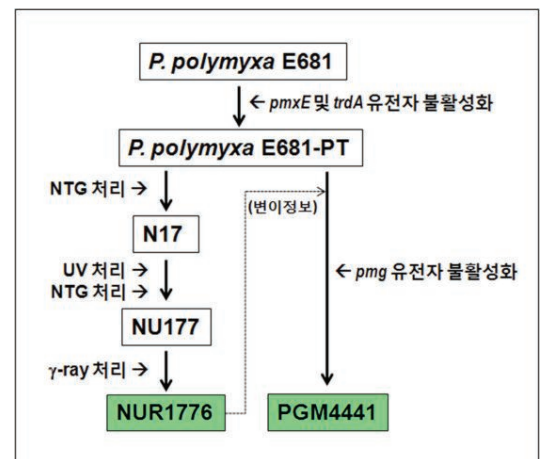 P. polymyxa E681
← pmxE 및 trdA 유전자 불활성화
P. polymyxa E681-PT
NTG 처리 →
(변이정보)
N17
UV 처리 →
NTG 처리 →
← pmg 유전자 불활성화
NU177
γ-ray 처리 →
NUR1776
PGM4441